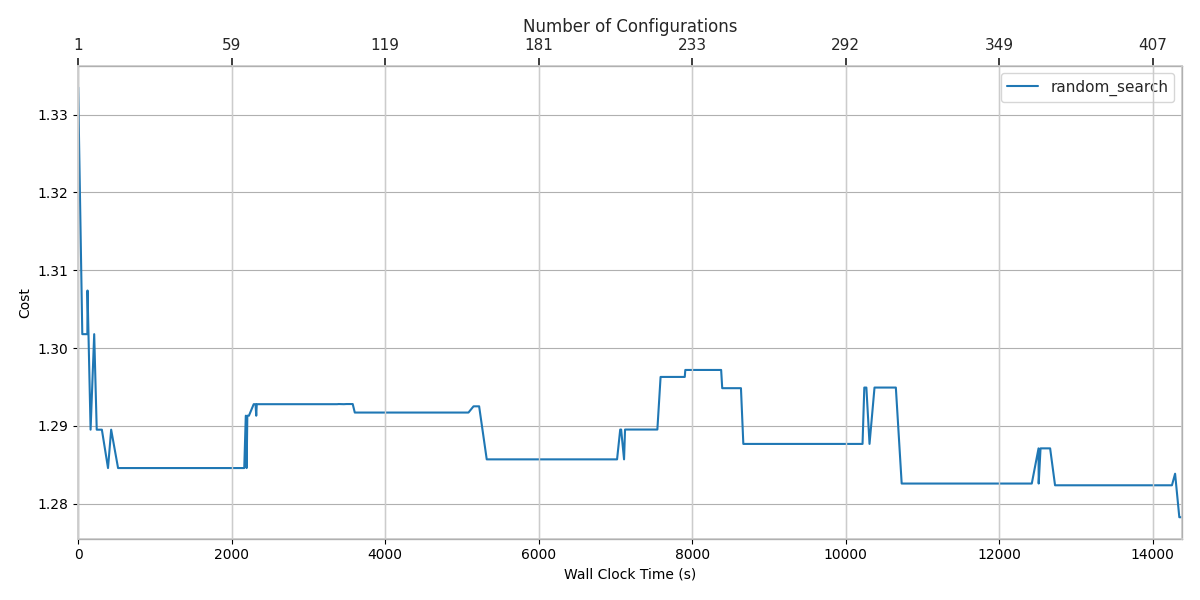 Number of Configurations
1 59 119 181 233 292 349 407
random_search
1.33
1.32
1.31
1.30
1.29
1.28
Cost
0 2000 4000 6000 8000 10000 12000 14000
Wall Clock Time (s)